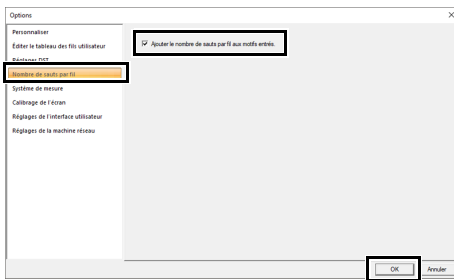 Options
Personnaliser
Éditer le tableau des fils utilisateur
Réglages DST
Nombre de sauts par fil
Système de mesure
Calibrage de l'écran
Réglages de l'interface utilisateur
Réglages de la machine réseau
Ajouter le nombre de sauts par fil aux motifs entrés.
OK
Annuler